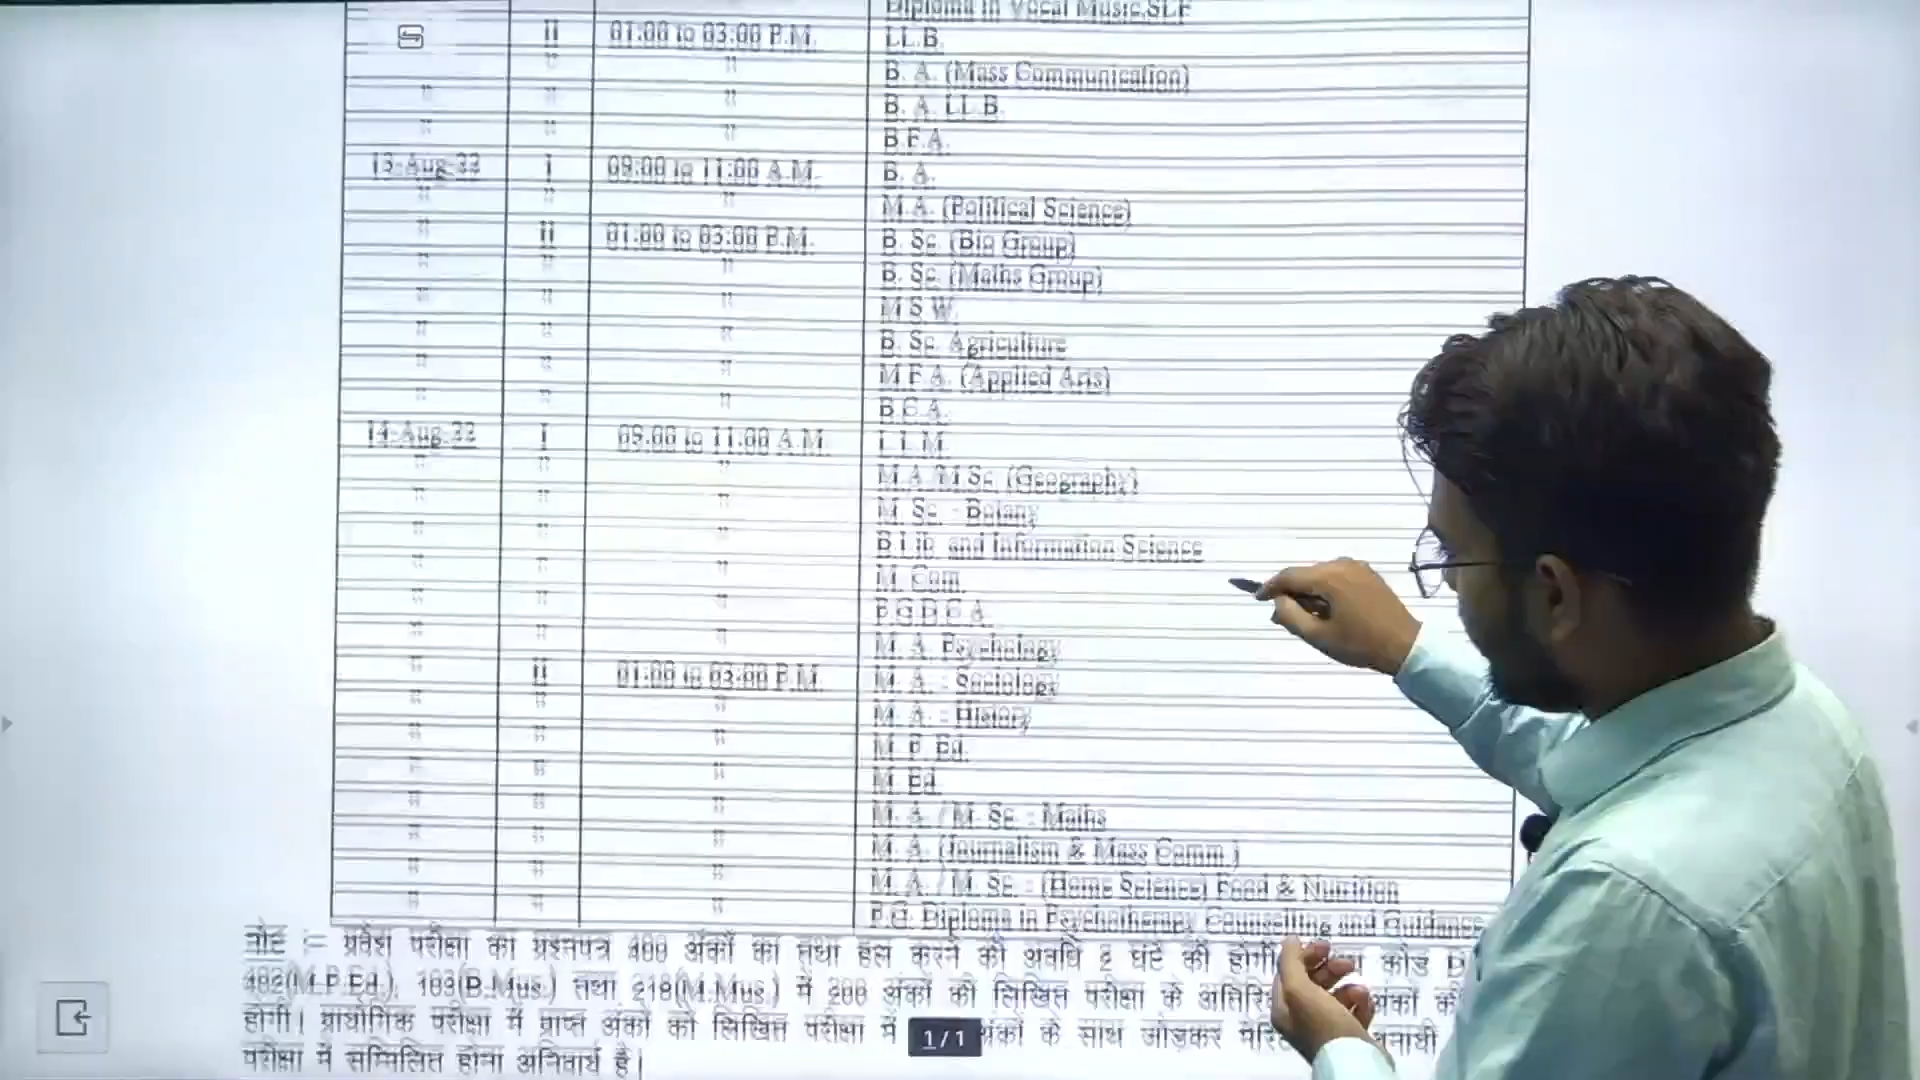 Diploma in Vocal Music,SLF
II 01:00 to 03:00 P.M. LL.B.
" " B. A. (Mass Communication)
" " " B. A. LL.B.
" " " B.F.A.
13-Aug-22 I 09:00 to 11:00 A.M. B. A.
" " " M.A. (Political Science)
" II 01:00 to 03:00 P.M. B. Sc. (Bio Group)
" " " B. Sc. (Maths Group)
" " " M.S.W.
" " " B. Sc. Agriculture
" " " M.F.A. (Applied Arts)
" " B.C.A.
14-Aug-22 I 09.00 to 11.00 A.M. L.L.M.
" " " M.A./M.Sc. (Geography)
" " " M. Sc. - Botany
" " " B.Lib. and Information Science
" " " M. Com.
" " " P.G.D.C.A.
" " M. A. Psychology
" II 01:00 to 03:00 P.M. M. A. : Sociology
" " " M. A. : History
" " " M. P. Ed.
" " " M. Ed.
" " " M. A. / M. Sc. : Maths
" " " M. A. (Journalism & Mass Comm.)
" " " M. A. / M. Sc. : (Home Science) Food & Nutrition
" " " P.G. Diploma in Psychotherapy Counselling and Guidance
नोट :– प्रवेश परीक्षा का प्रश्नपत्र 400 अंकों का तथा हल करने की अवधि 2 घंटे की होगी कोड
402(M.P.Ed.), 103(B.Mus.) तथा 218(M.Mus.) में 200 अंकों की लिखित परीक्षा के अंकों की
होगी। प्रायोगिक परीक्षा में प्राप्त अंकों को लिखित परीक्षा में अंकों के साथ जोड़कर
परीक्षा में सम्मिलित होना अनिवार्य है।
1/1